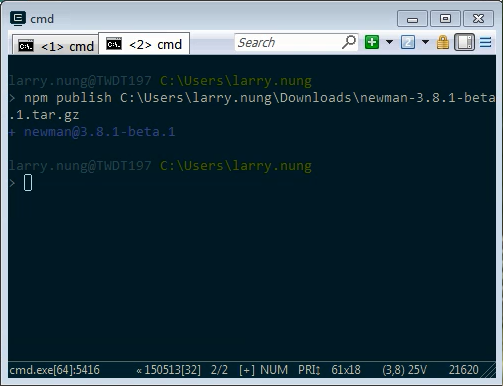 cmd
<1> cmd
<2> cmd
Search
larry.nung@TWDT197 C:\Users\larry.nung
> npm publish C:\Users\larry.nung\Downloads\newman-3.8.1-beta
.1.tar.gz
+ newman@3.8.1-beta.1
larry.nung@TWDT197 C:\Users\larry.nung
>
cmd.exe[64]:5416 «150513[32] 2/2 [+] NUM PRI↕ 61x18 (3,8) 25V 21620